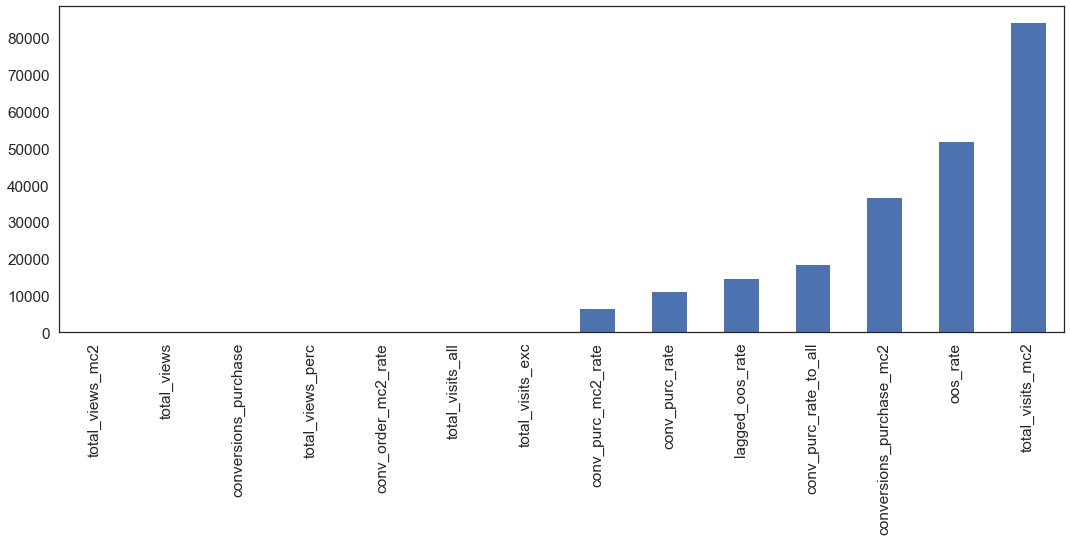 80000
70000
60000
50000
40000
30000
20000
10000
0
total_views_mc2
total_views
conversions_purchase
total_views_perc
conv_order_mc2_rate
total_visits_all
total_visits_exc
conv_purc_mc2_rate
conv_purc_rate
lagged_oos_rate
conv_purc_rate_to_all
conversions_purchase_mc2
oos_rate
total_visits_mc2